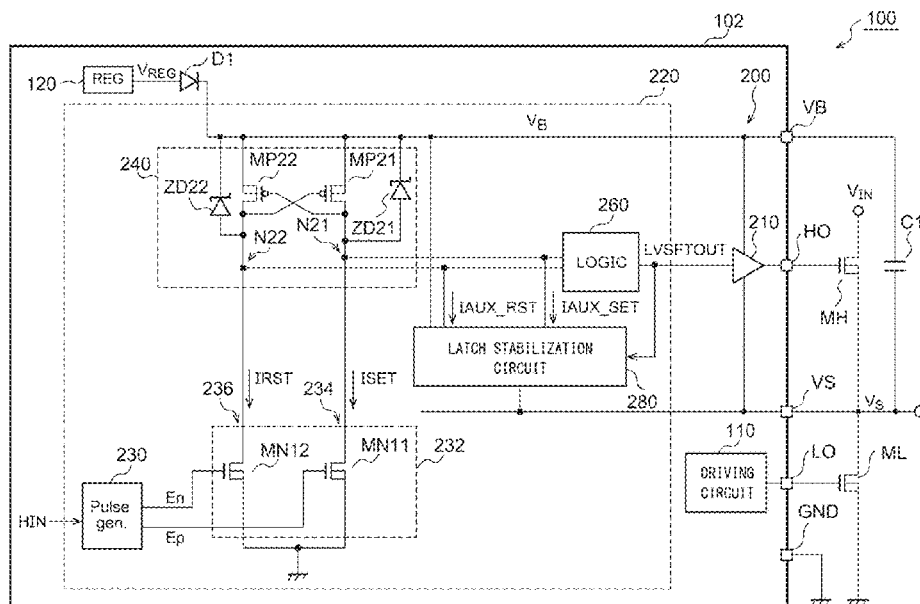 102
100
D1
120
REG
VREG
220
200
VB
VB
240
MP22
MP21
ZD22
ZD21
VIN
260
210
HO
C1
N22
N21
LOGIC
LVSFTOUT
IAUX_RST
IAUX_SET
MH
LATCH STABILIZATION
CIRCUIT
236
IRST
234
ISET
280
VS
VS
110
230
MN12
MN11
232
LO
ML
DRIVING
CIRCUIT
HIN
Pulse
gen.
En
Ep
GND